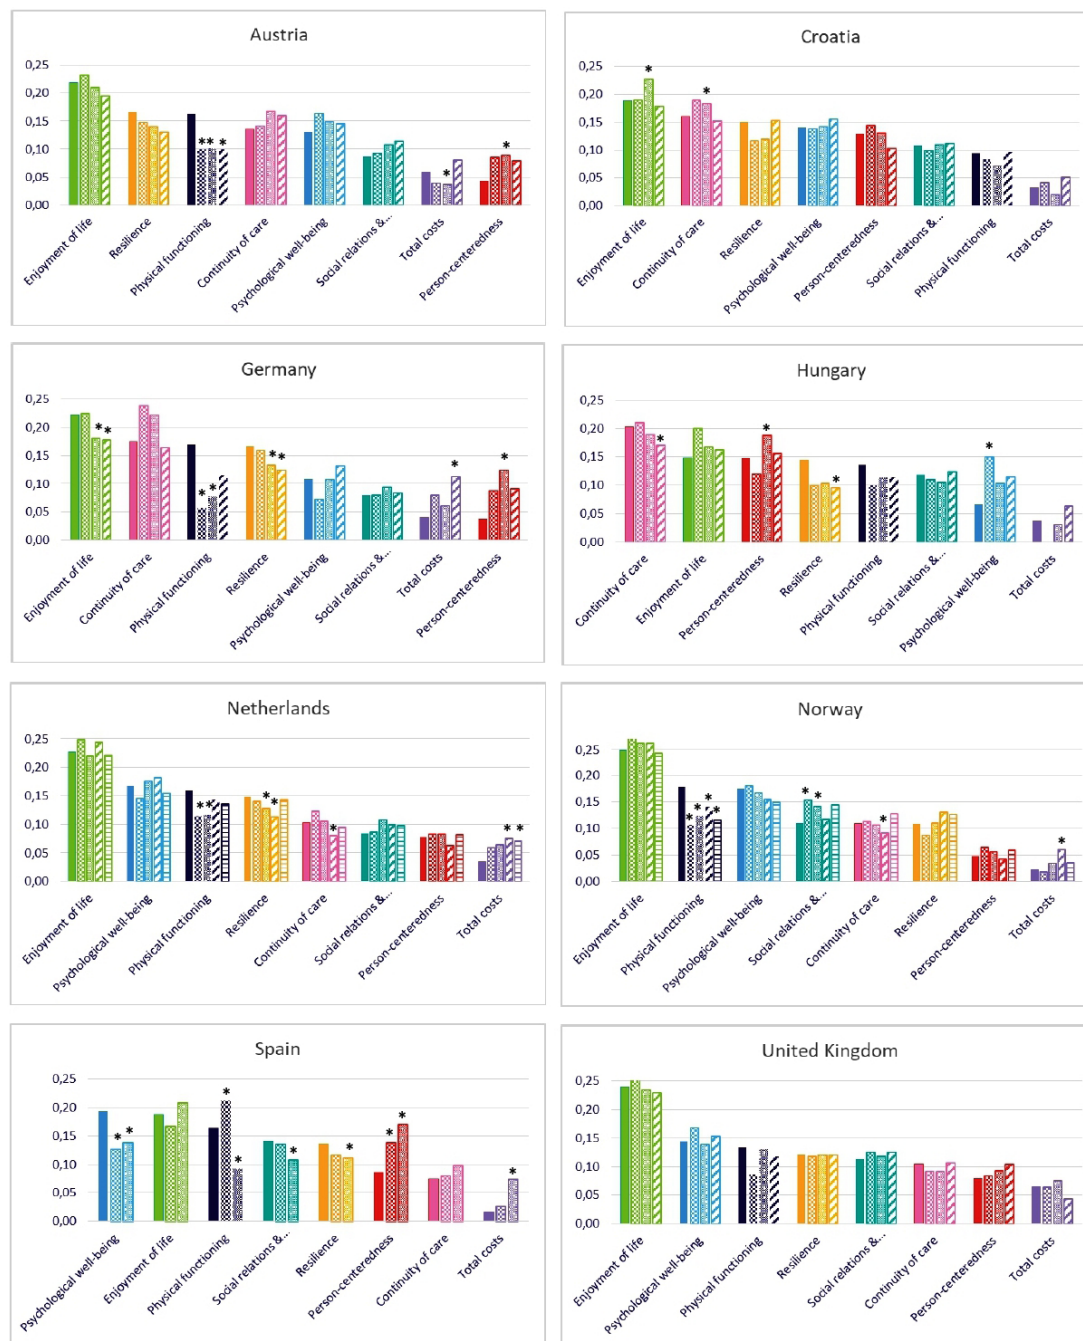 Austria
0,25
0,20
0,15
0,10
0,05
0,00
** *
*
*
Enjoyment of life
Resilience
Physical functioning
Continuity of care
Psychological well-being
Social relations &...
Total costs
Person-centeredness
Croatia
0,25
0,20
0,15
0,10
0,05
0,00
*
*
Enjoyment of life
Continuity of care
Resilience
Psychological well-being
Person-centeredness
Social relations &...
Physical functioning
Total costs
Germany
0,25
0,20
0,15
0,10
0,05
0,00
* *
* *
* *
*
*
Enjoyment of life
Continuity of care
Physical functioning
Resilience
Psychological well-being
Social relations &...
Total costs
Person-centeredness
Hungary
0,25
0,20
0,15
0,10
0,05
0,00
*
*
*
*
Continuity of care
Enjoyment of life
Person-centeredness
Resilience
Physical functioning
Social relations &...
Psychological well-being
Total costs
Netherlands
0,25
0,20
0,15
0,10
0,05
0,00
**
* *
*
* *
Enjoyment of life
Psychological well-being
Physical functioning
Resilience
Continuity of care
Social relations &...
Person-centeredness
Total costs
Norway
0,25
0,20
0,15
0,10
0,05
0,00
* * * *
* *
*
*
Enjoyment of life
Physical functioning
Psychological well-being
Social relations &...
Continuity of care
Resilience
Person-centeredness
Total costs
Spain
0,25
0,20
0,15
0,10
0,05
0,00
* *
* *
*
*
* *
*
Psychological well-being
Enjoyment of life
Physical functioning
Social relations &...
Resilience
Person-centeredness
Continuity of care
Total costs
United Kingdom
0,25
0,20
0,15
0,10
0,05
0,00
Enjoyment of life
Psychological well-being
Physical functioning
Resilience
Social relations &...
Continuity of care
Person-centeredness
Total costs